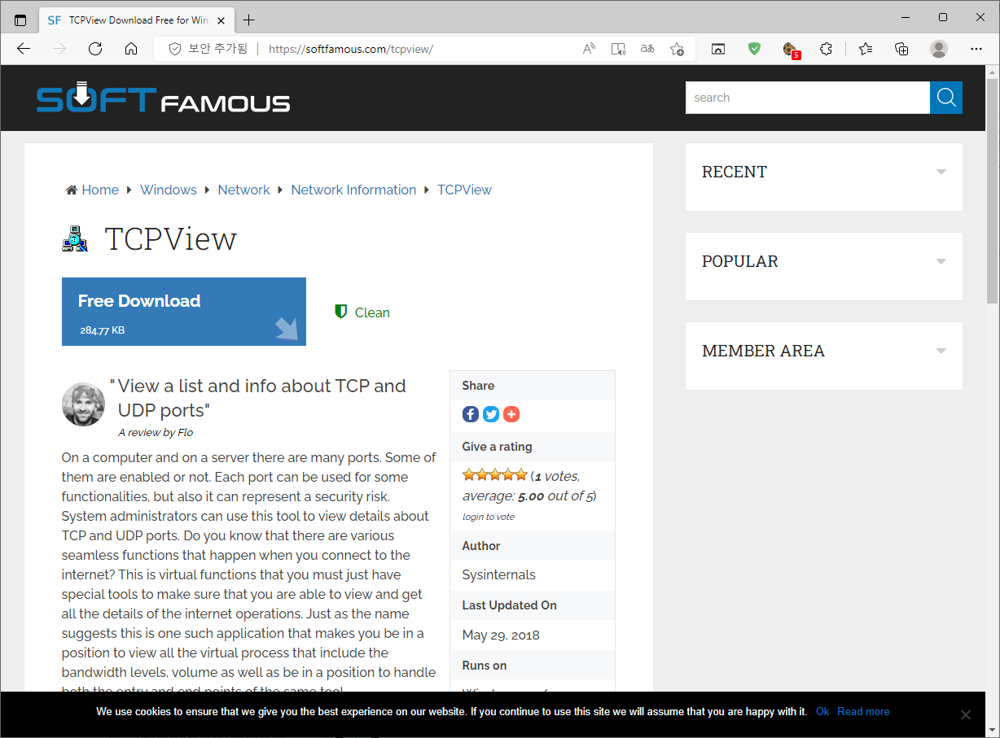 SF TCPView Download Free for Win
보안 추가됨 https://softfamous.com/tcpview/
5
SOFT FAMOUS
search
Home Windows Network Network Information TCPView
TCPView
Free Download
284.77 KB
Clean
"View a list and info about TCP and
UDP ports"
A review by Flo
On a computer and on a server there are many ports. Some of
them are enabled or not. Each port can be used for some
functionalities, but also it can represent a security risk.
System administrators can use this tool to view details about
TCP and UDP ports. Do you know that there are various
seamless functions that happen when you connect to the
internet? This is virtual functions that you must just have
special tools to make sure that you are able to view and get
all the details of the internet operations. Just as the name
suggests this is one such application that makes you be in a
position to view all the virtual process that include the
bandwidth levels, volume as well as be in a position to handle
both the entry and end points of the same tool.
Share
Give a rating
(1 votes,
average: 5.00 out of 5)
login to vote
Author
Sysinternals
Last Updated On
May 29, 2018
Runs on
RECENT
POPULAR
MEMBER AREA
We use cookies to ensure that we give you the best experience on our website. If you continue to use this site we will assume that you are happy with it. Ok Read more